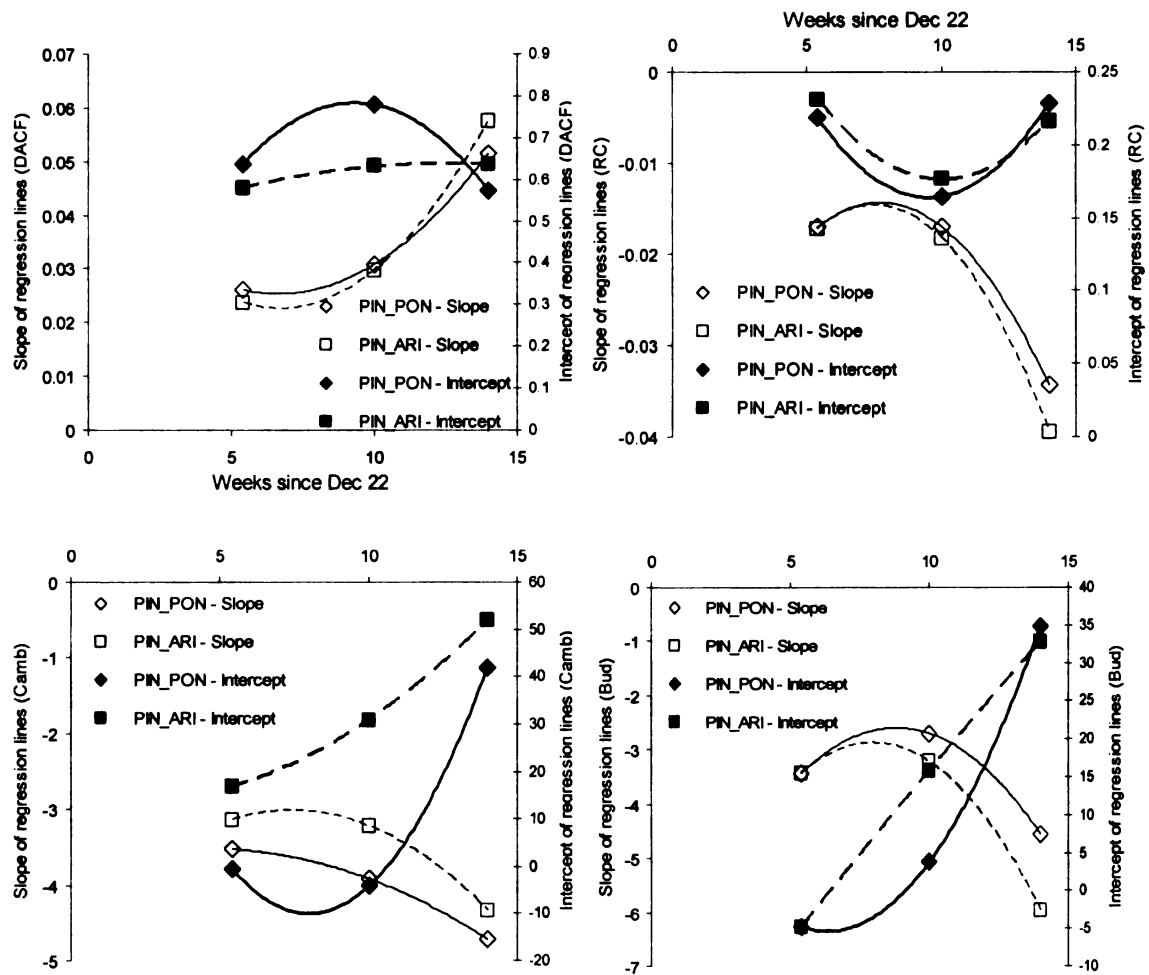 0.07
0.06
0.05
0.04
0.03
0.02
0.01
0
Slope of regression lines (DACF)
0.9
0.8
0.7
0.6
0.5
0.4
0.3
0.2
0.1
0
Intercept of regression lines (DACF)
PIN_PON - Slope
PIN_ARI - Slope
PIN_PON - Intercept
PIN_ARI - Intercept
0 5 10 15
Weeks since Dec 22
Weeks since Dec 22
0 5 10 15
0
-0.01
-0.02
-0.03
-0.04
Slope of regression lines (RC)
0.25
0.2
0.15
0.1
0.05
0
Intercept of regression lines (RC)
PIN_PON - Slope
PIN_ARI - Slope
PIN_PON - Intercept
PIN_ARI - Intercept
0 5 10 15
0
-1
-2
-3
-4
-5
Slope of regression lines (Camb)
60
50
40
30
20
10
0
-10
-20
Intercept of regression lines (Camb)
PIN_PON - Slope
PIN_ARI - Slope
PIN_PON - Intercept
PIN_ARI - Intercept
0 5 10 15
0
-1
-2
-3
-4
-5
-6
-7
Slope of regression lines (Bud)
40
35
30
25
20
15
10
5
0
-5
-10
Intercept of regression lines (Bud)
PIN_PON - Slope
PIN_ARI - Slope
PIN_PON - Intercept
PIN_ARI - Intercept